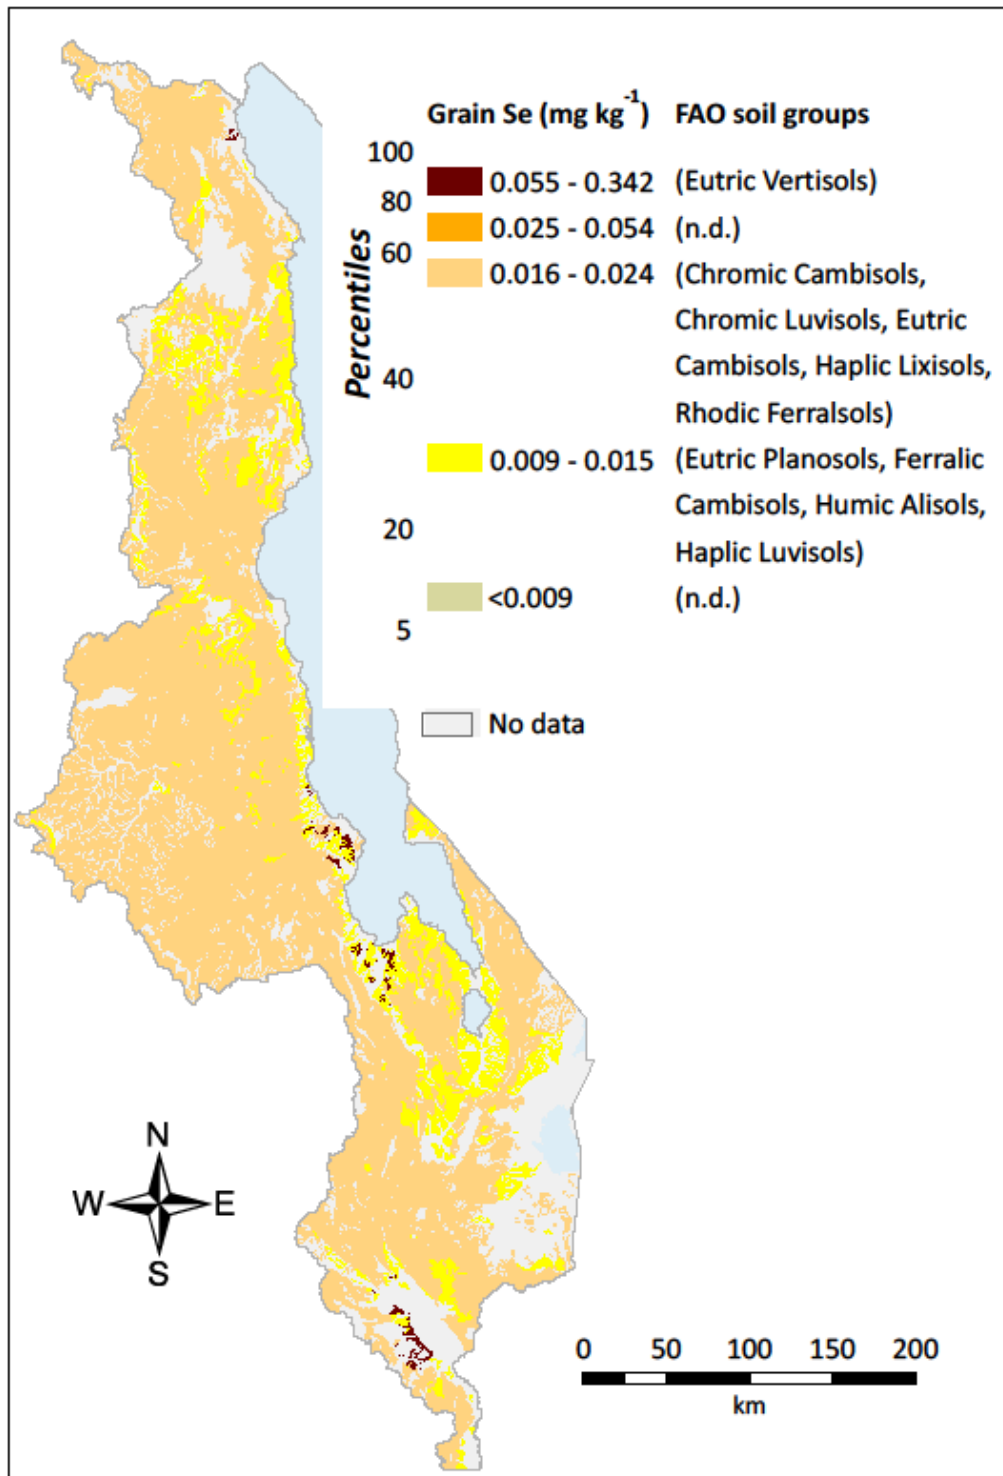 Grain Se (mg kg⁻¹) FAO soil groups
100
0.055 - 0.342 (Eutric Vertisols)
80
0.025 - 0.054 (n.d.)
60
0.016 - 0.024 (Chromic Cambisols,
Chromic Luvisols, Eutric
Percentiles
40
Cambisols, Haplic Lixisols,
Rhodic Ferralsols)
0.009 - 0.015 (Eutric Planosols, Ferralic
Cambisols, Humic Alisols,
20
Haplic Luvisols)
<0.009 (n.d.)
5
No data
N
W E
S
0 50 100 150 200
km